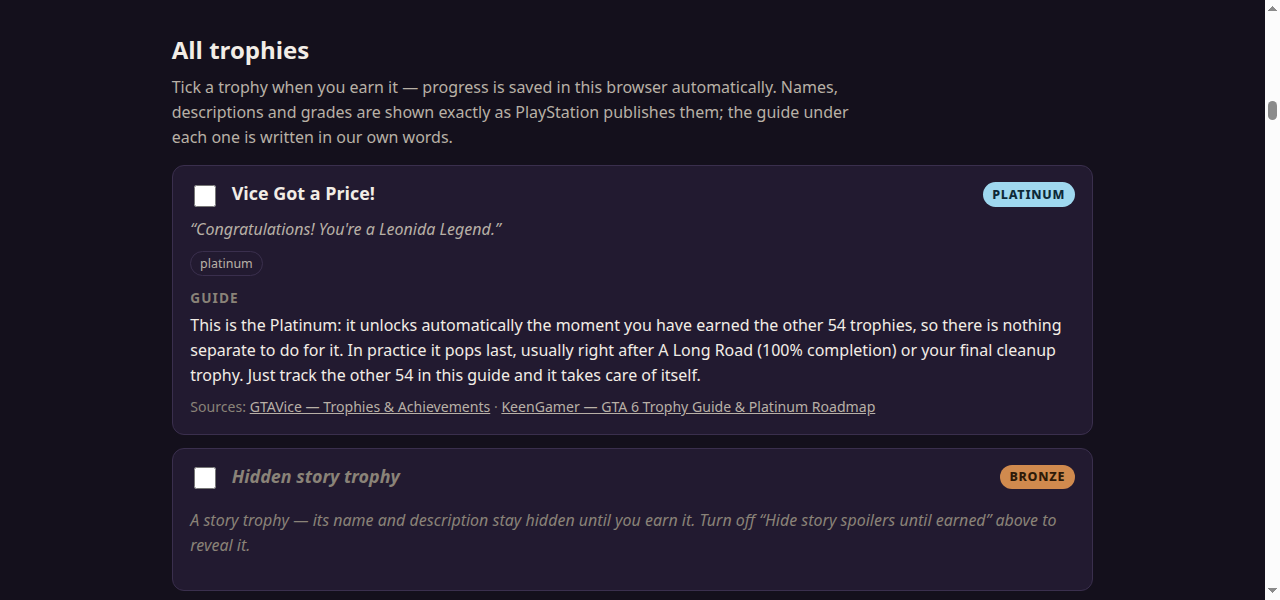 All trophies
Tick a trophy when you earn it — progress is saved in this browser automatically. Names,
descriptions and grades are shown exactly as PlayStation publishes them; the guide under
each one is written in our own words.
Vice Got a Price!
PLATINUM
“Congratulations! You're a Leonida Legend.”
platinum
GUIDE
This is the Platinum: it unlocks automatically the moment you have earned the other 54 trophies, so there is nothing
separate to do for it. In practice it pops last, usually right after A Long Road (100% completion) or your final cleanup
trophy. Just track the other 54 in this guide and it takes care of itself.
Sources: GTAVice — Trophies & Achievements · KeenGamer — GTA 6 Trophy Guide & Platinum Roadmap
Hidden story trophy
BRONZE
A story trophy — its name and description stay hidden until you earn it. Turn off “Hide story spoilers until earned” above to
reveal it.